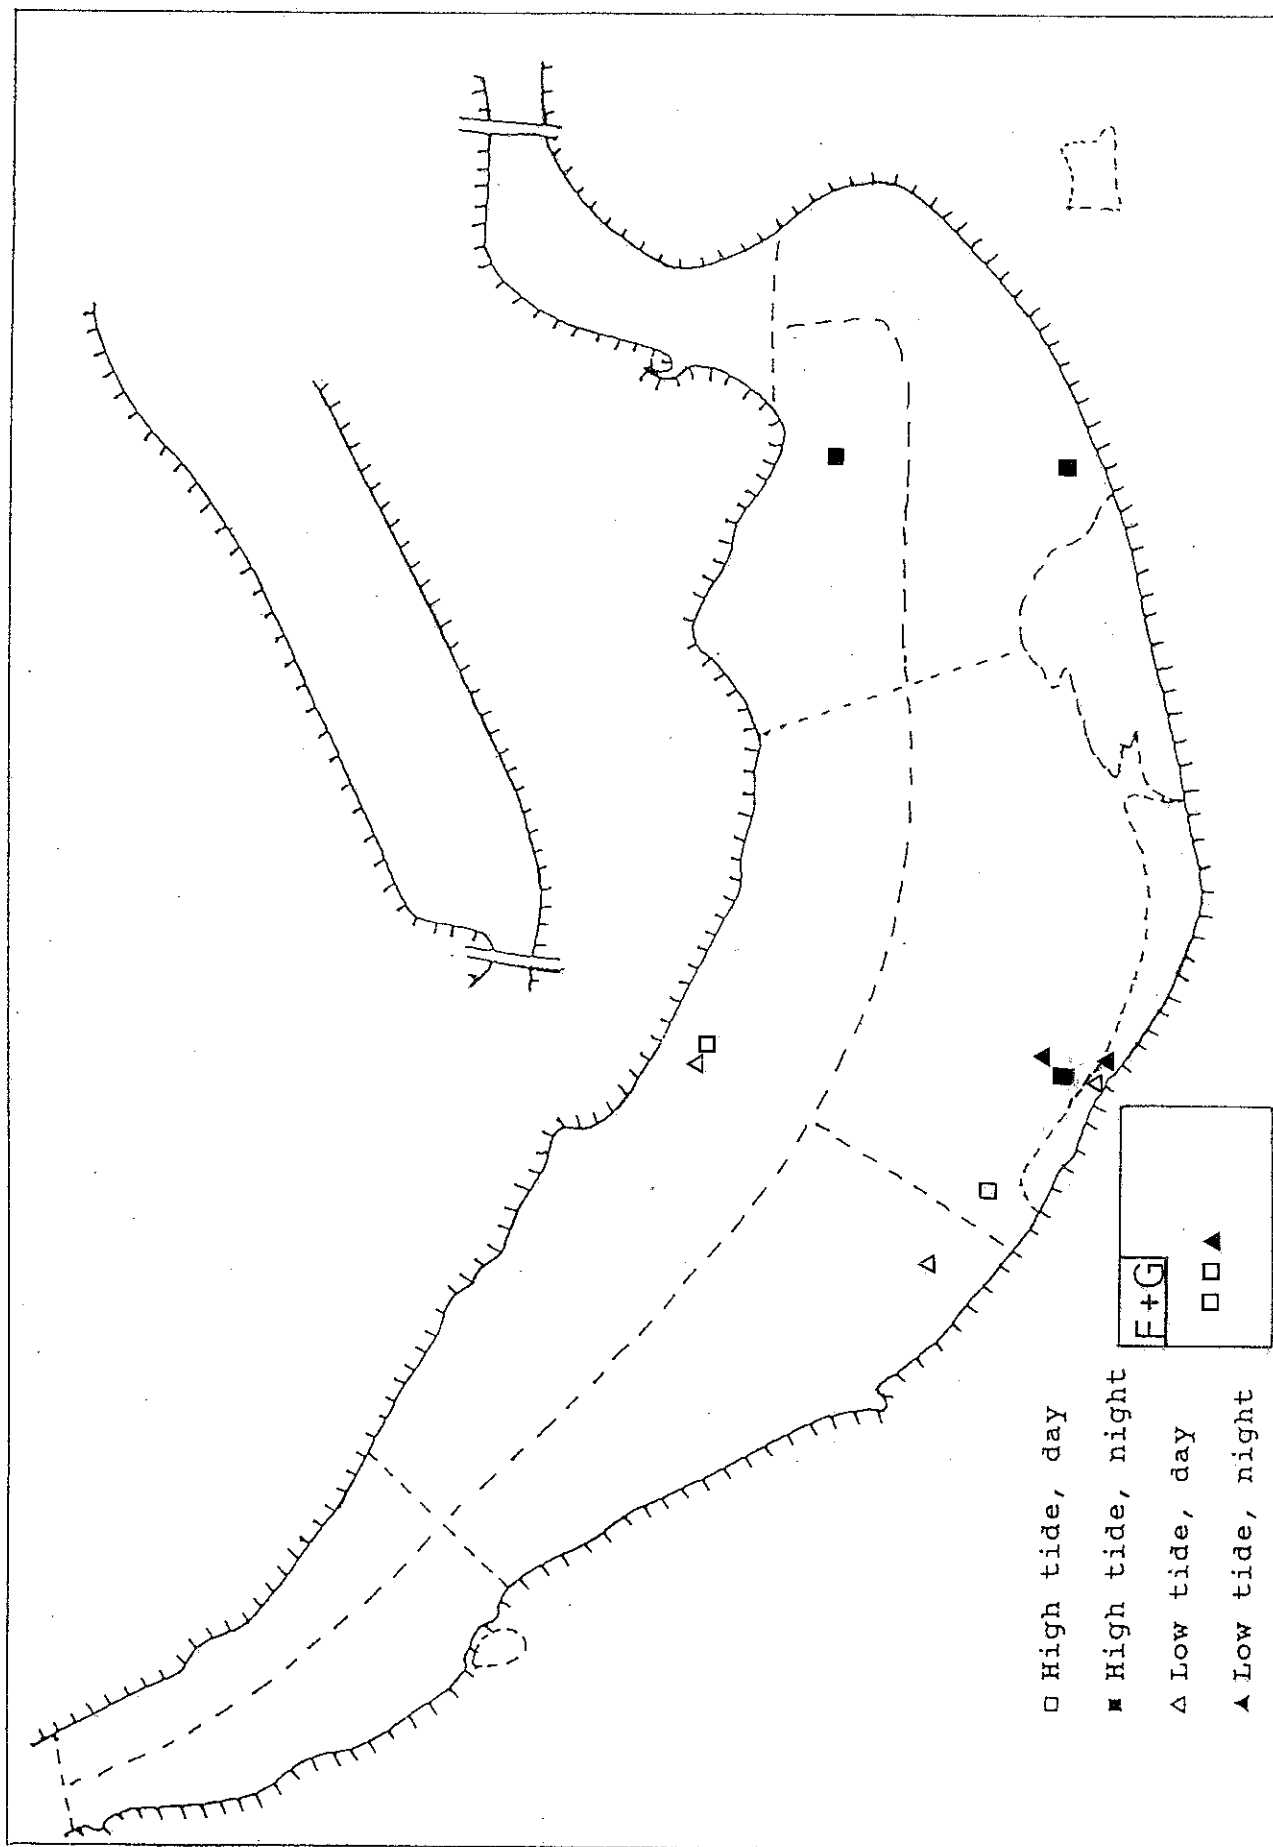 F+G
High tide, day
High tide, night
Low tide, day
Low tide, night